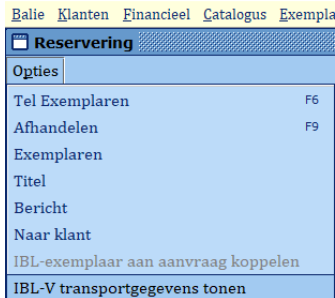 Balie Klanten Financieel Catalogus Exempla
Reservering
Opties
Tel Exemplaren F6
Afhandelen F9
Exemplaren
Titel
Bericht
Naar klant
IBL-exemplaar aan aanvraag koppelen
IBL-V transportgegevens tonen